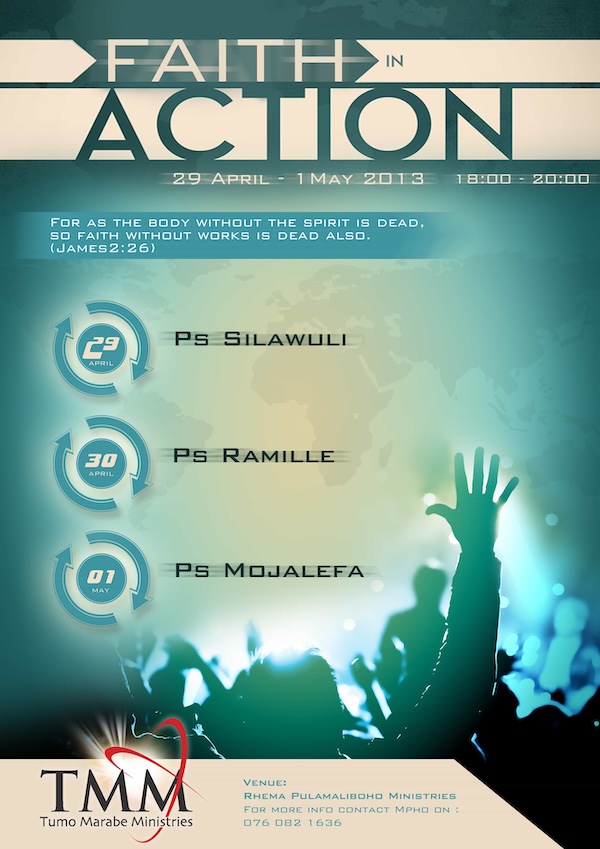 FAITH IN
ACTION
29 April - 1May 2013 18:00 - 20:00
For as the body without the spirit is dead,
so faith without works is dead also.
(James2:26)
29
April
Ps Silawuli
30
April
Ps Ramille
01
May
Ps Mojalefa
TMM
Tumo Marabe Ministries
Venue:
Rhema Pulamaliboho Ministries
For more info contact Mpho on :
076 082 1636